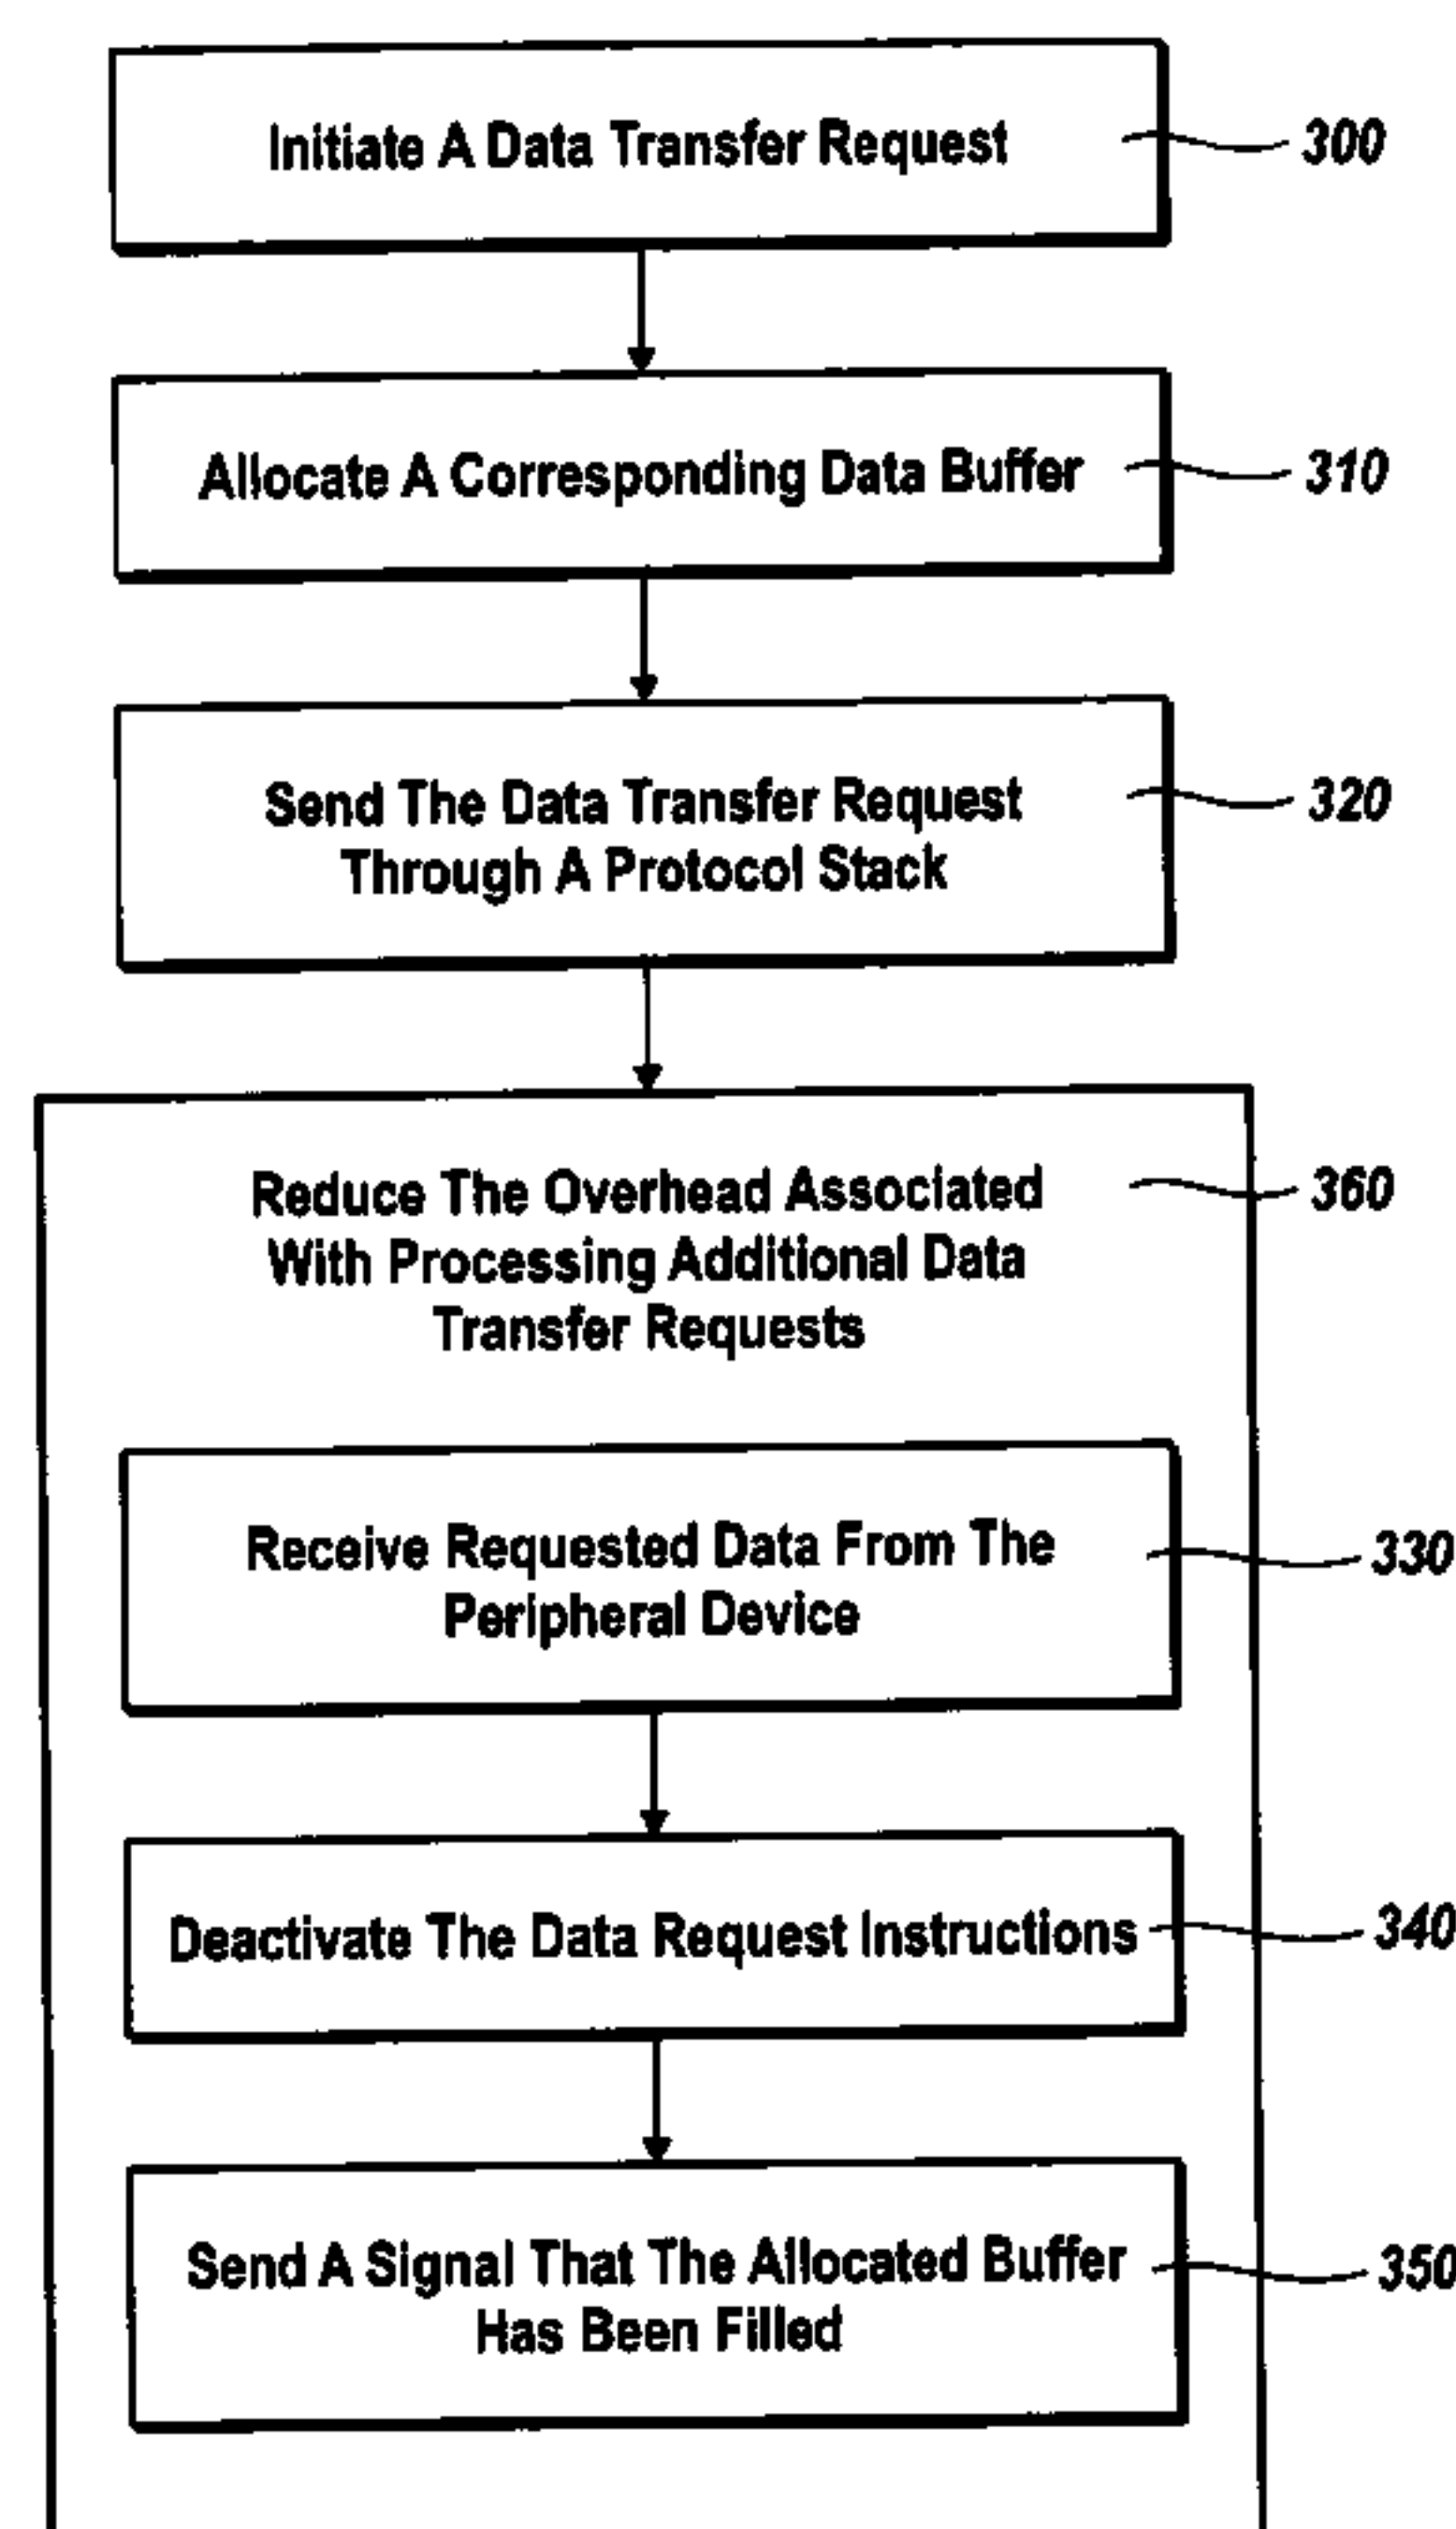 Initiate A Data Transfer Request
300
Allocate A Corresponding Data Buffer
310
Send The Data Transfer Request
Through A Protocol Stack
320
Reduce The Overhead Associated
With Processing Additional Data
Transfer Requests
360
Receive Requested Data From The
Peripheral Device
330
Deactivate The Data Request Instructions
340
Send A Signal That The Allocated Buffer
Has Been Filled
350